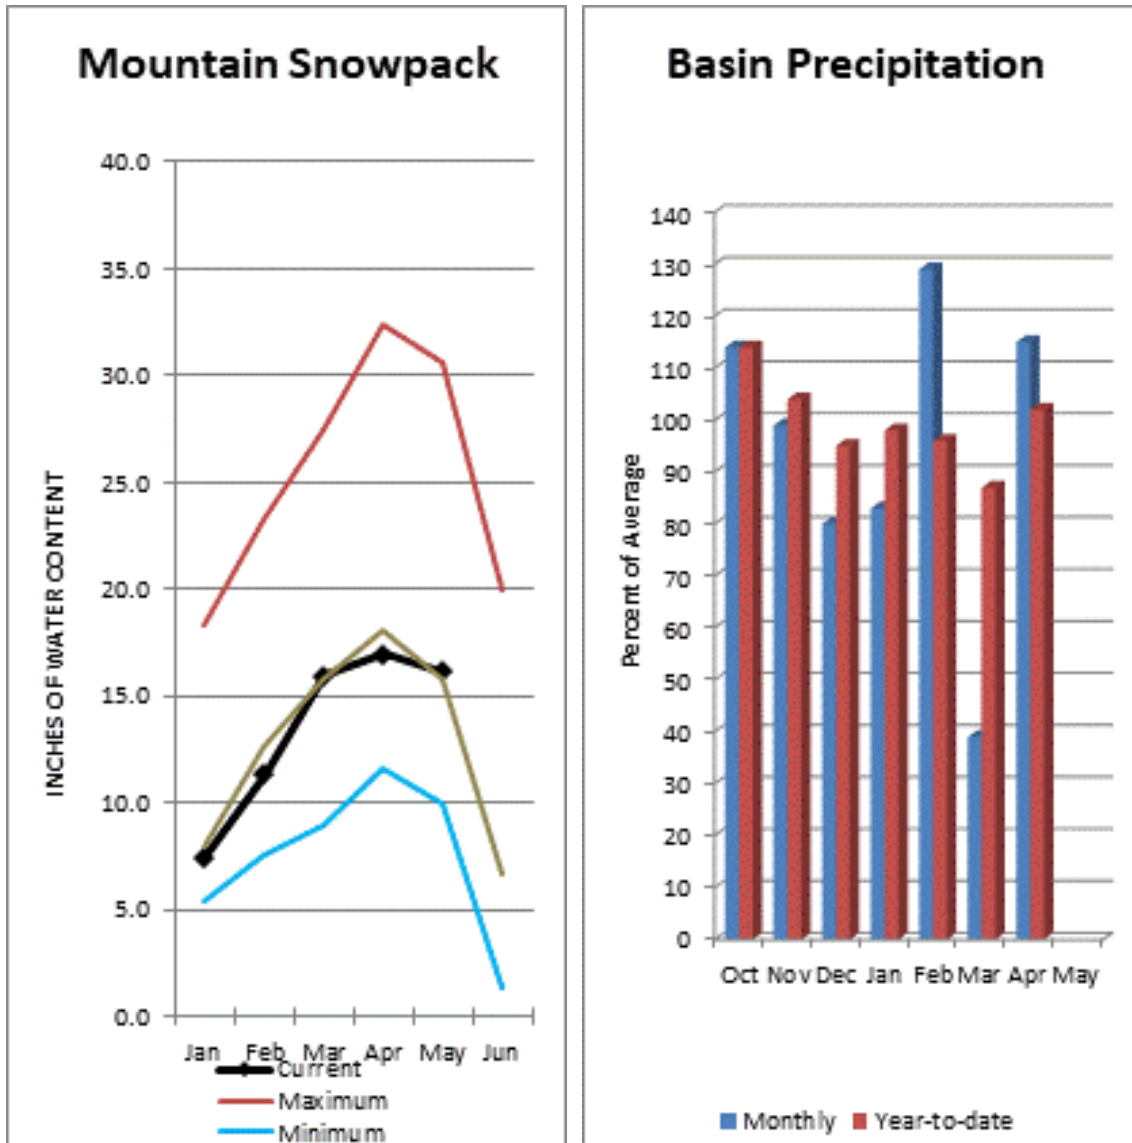 Mountain Snowpack
40.0
35.0
30.0
25.0
20.0
15.0
10.0
5.0
0.0
INCHES OF WATER CONTENT
Jan Feb Mar Apr May Jun
Current
Maximum
Minimum
Basin Precipitation
140
130
120
110
100
90
80
70
60
50
40
30
20
10
0
Percent of Average
Oct Nov Dec Jan Feb Mar Apr May
Monthly Year-to-date